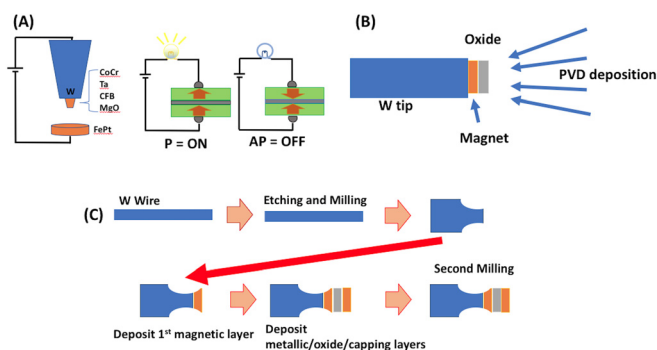 (A)
W
CoCr
Ta
CFB
MgO
FePt
P = ON
AP = OFF
(B)
Oxide
PVD deposition
W tip
Magnet
(C)
W Wire
Etching and Milling
Deposit 1st magnetic layer
Deposit
metallic/oxide/capping layers
Second Milling